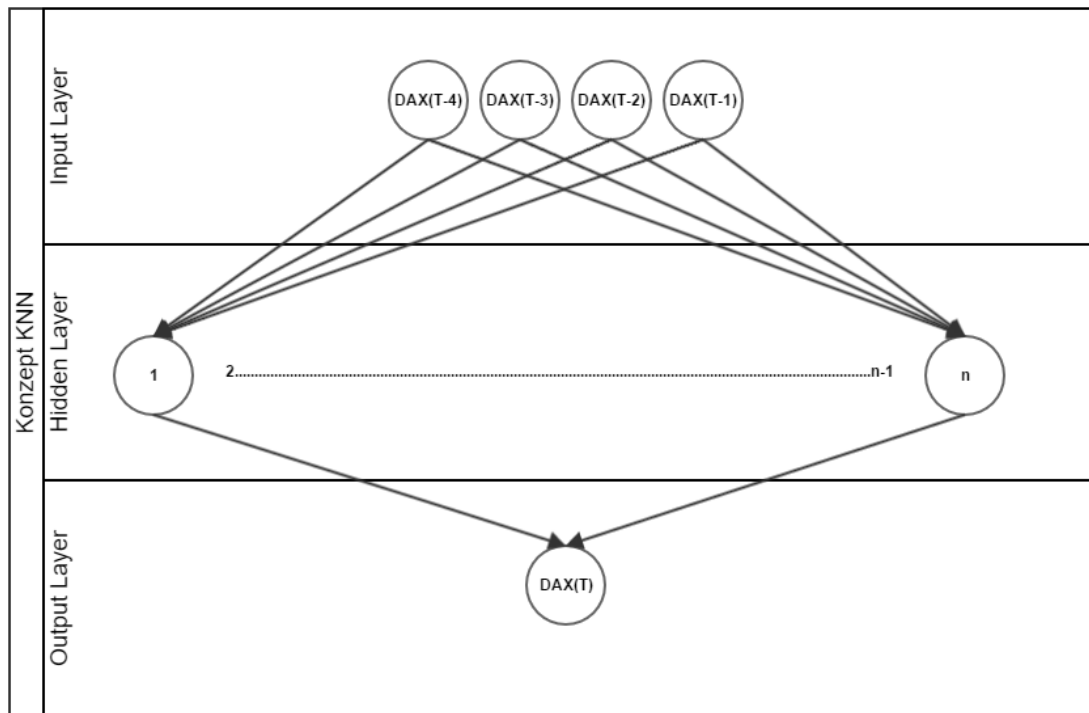 Konzept KNN
Input Layer
DAX(T-4)
DAX(T-3)
DAX(T-2)
DAX(T-1)
Hidden Layer
1
2..............................................................................................................................................................n-1
n
Output Layer
DAX(T)